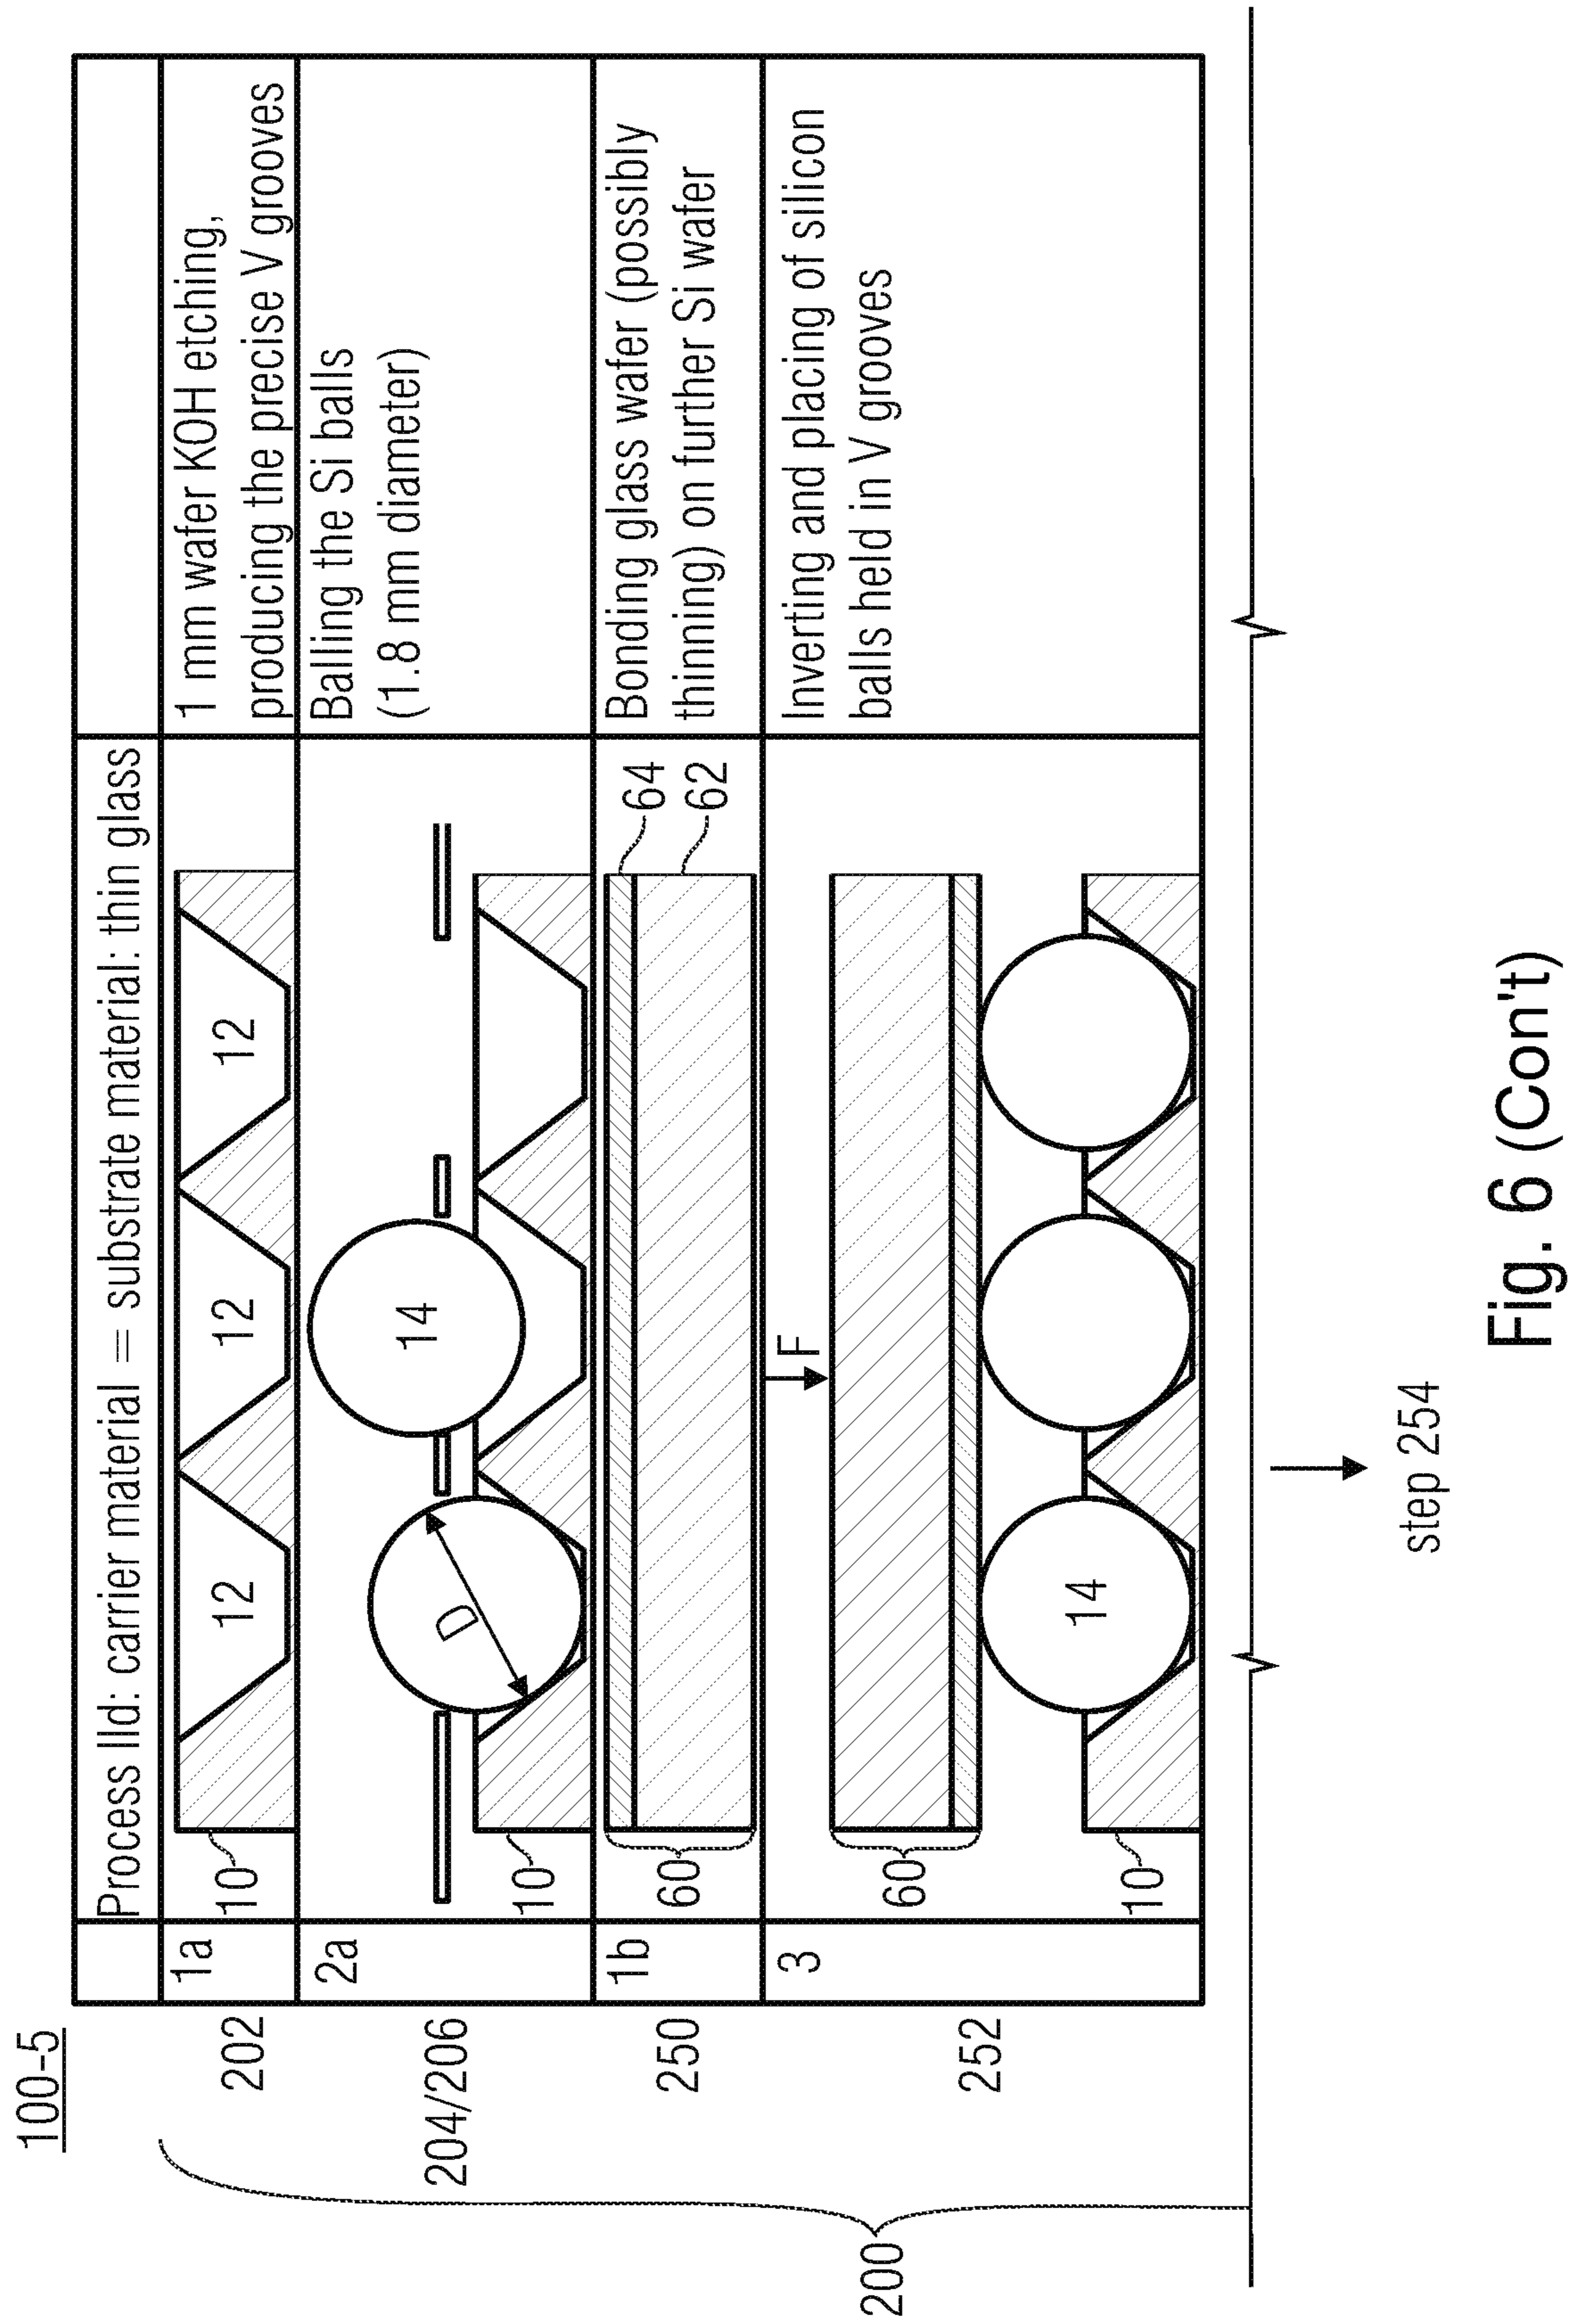 100-5
Process IId: carrier material = substrate material: thin glass
202
1a
10
12
12
12
1 mm wafer KOH etching,
producing the precise V grooves
204/206
2a
10
D
14
Balling the Si balls
(1.8 mm diameter)
250
1b
60
64
62
Bonding glass wafer (possibly
thinning) on further Si wafer
252
3
60
F
10
14
Inverting and placing of silicon
balls held in V grooves
200
step 254
Fig. 6 (Con't)